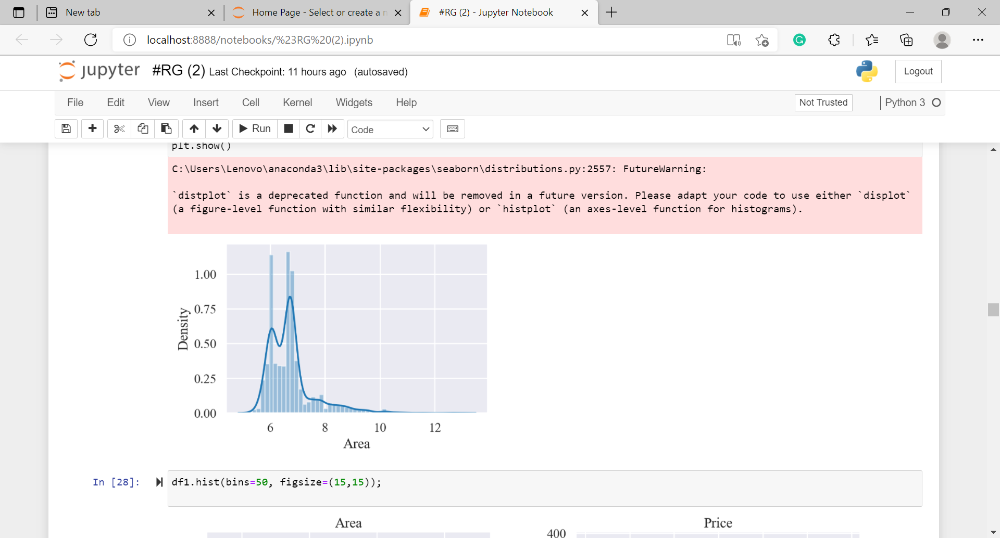 New tab
Home Page - Select or create a n
#RG (2) - Jupyter Notebook
localhost:8888/notebooks/%23RG%20(2).ipynb
jupyter #RG (2) Last Checkpoint: 11 hours ago (autosaved)
Logout
File Edit View Insert Cell Kernel Widgets Help
Not Trusted
Python 3
Run
Code
plt.show()
C:\Users\Lenovo\anaconda3\lib\site-packages\seaborn\distributions.py:2557: FutureWarning:
`distplot` is a deprecated function and will be removed in a future version. Please adapt your code to use either `displot`
(a figure-level function with similar flexibility) or `histplot` (an axes-level function for histograms).
1.00
0.75
0.50
0.25
0.00
Density
6 8 10 12
Area
In [28]:
df1.hist(bins=50, figsize=(15,15));
Area
Price
400